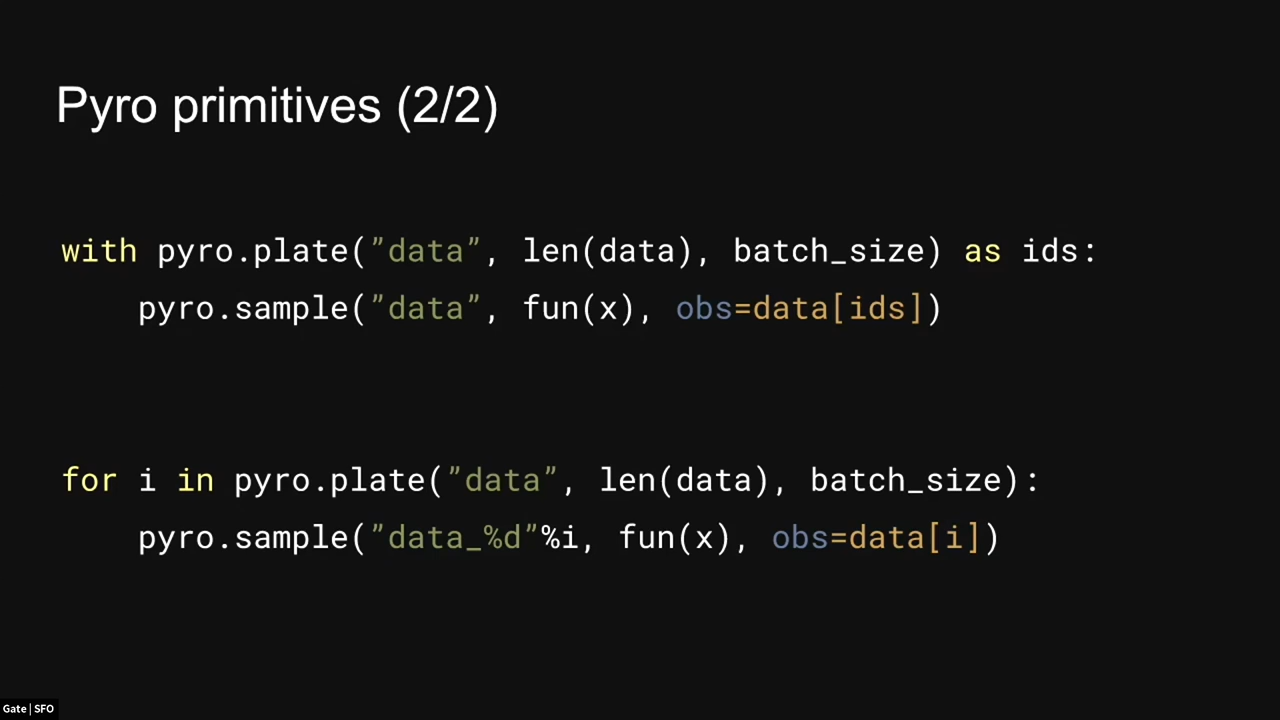 Pyro primitives (2/2)
with pyro.plate(”data”, len(data), batch_size) as ids:
    pyro.sample(”data”, fun(x), obs=data[ids])
for i in pyro.plate(”data”, len(data), batch_size):
    pyro.sample(”data_%d”%i, fun(x), obs=data[i])
Gate | SFO